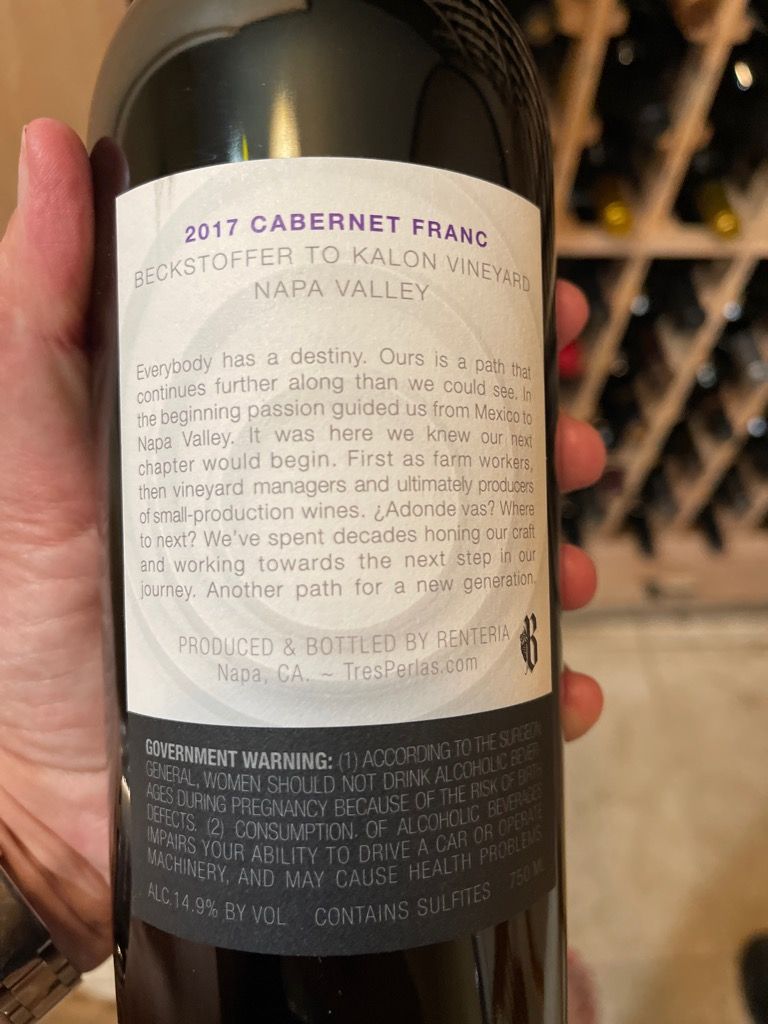 2017 CABERNET FRANC
BECKSTOFFER TO KALON VINEYARD
NAPA VALLEY
Everybody has a destiny. Ours is a path that
continues further along than we could see. In
the beginning passion guided us from Mexico to
Napa Valley. It was here we knew our next
chapter would begin. First as farm workers,
then vineyard managers and ultimately producers
of small-production wines. ¿Adonde vas? Where
to next? We've spent decades honing our craft
and working towards the next step in our
journey. Another path for a new generation.
PRODUCED & BOTTLED BY RENTERIA
Napa, CA. ~ TresPerlas.com
GOVERNMENT WARNING: (1) ACCORDING TO THE SURGEON
GENERAL, WOMEN SHOULD NOT DRINK ALCOHOLIC BEVER-
AGES DURING PREGNANCY BECAUSE OF THE RISK OF BIRTH
DEFECTS. (2) CONSUMPTION OF ALCOHOLIC BEVERAGES
IMPAIRS YOUR ABILITY TO DRIVE A CAR OR OPERATE
MACHINERY, AND MAY CAUSE HEALTH PROBLEMS.
ALC.14.9% BY VOL CONTAINS SULFITES 750 ML